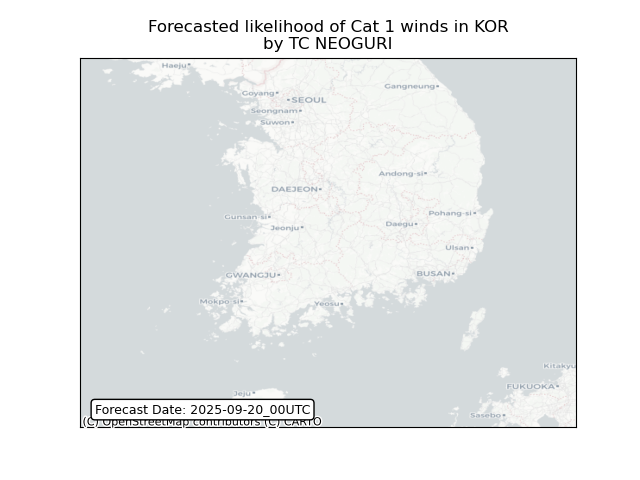 Forecasted likelihood of Cat 1 winds in KOR
by TC NEOGURI
Haeju
Gangneung
Goyang
SEOUL
Seongnam
Suwon
Andong-si
DAEJEON
Pohang-si
Gunsan-si
Daegu
Jeonju
Ulsan
GWANGJU
BUSAN
Mokpo-si
Yeosu
Kitakyu
FUKUOKA
Jeju
Forecast Date: 2025-09-20_00UTC
Sasebo
(C) OpenStreetMap contributors (C) CARTO